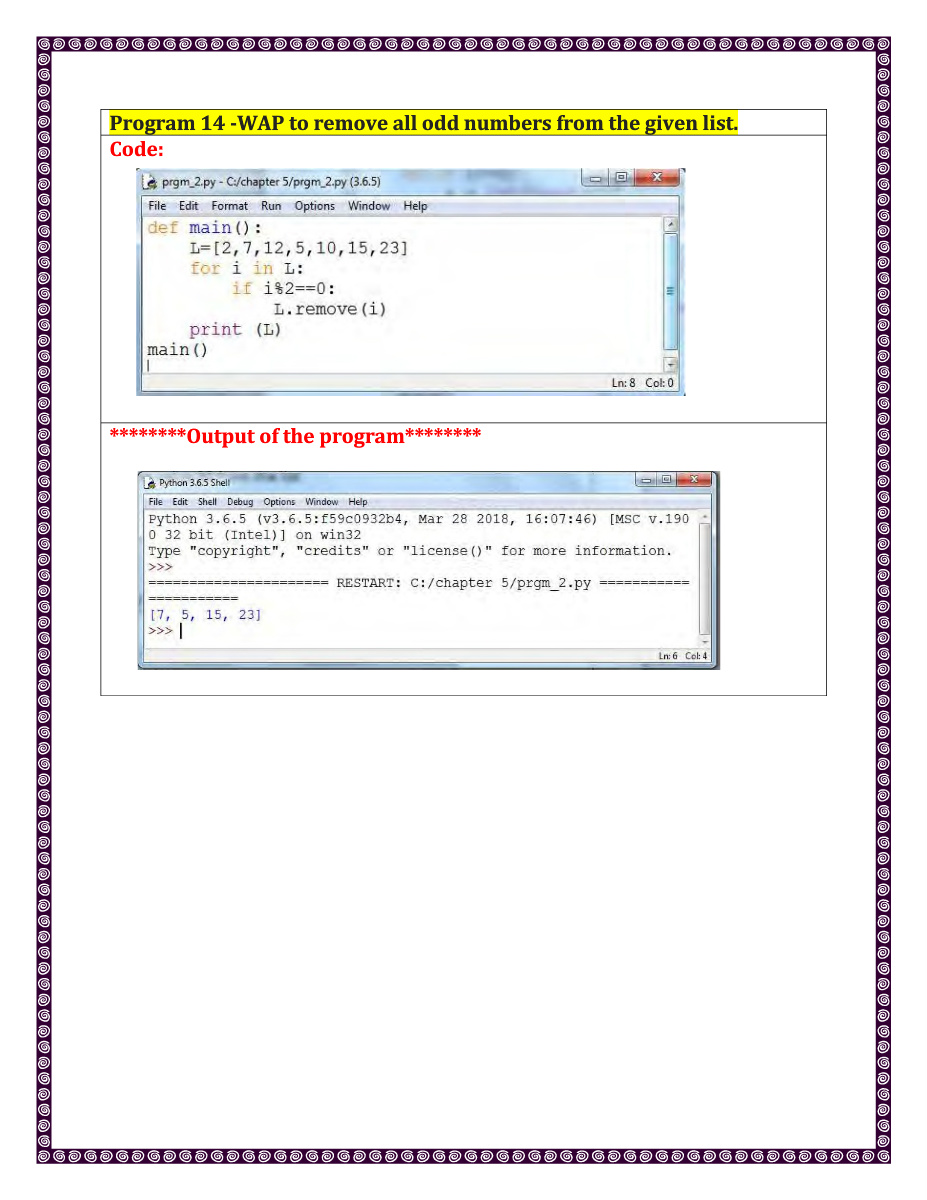 Program 14 -WAP to remove all odd numbers from the given list.
Code:
prgm_2.py - C:/chapter 5/prgm_2.py (3.6.5)
File Edit Format Run Options Window Help
def main():
    L=[2,7,12,5,10,15,23]
    for i in L:
        if i%2==0:
            L.remove(i)
    print (L)
main()
Ln: 8 Col: 0
********Output of the program********
Python 3.6.5 Shell
File Edit Shell Debug Options Window Help
Python 3.6.5 (v3.6.5:f59c0932b4, Mar 28 2018, 16:07:46) [MSC v.190
0 32 bit (Intel)] on win32
Type "copyright", "credits" or "license()" for more information.
>>>
====================== RESTART: C:/chapter 5/prgm_2.py ===========
===========
[7, 5, 15, 23]
>>>
Ln: 6 Col: 4